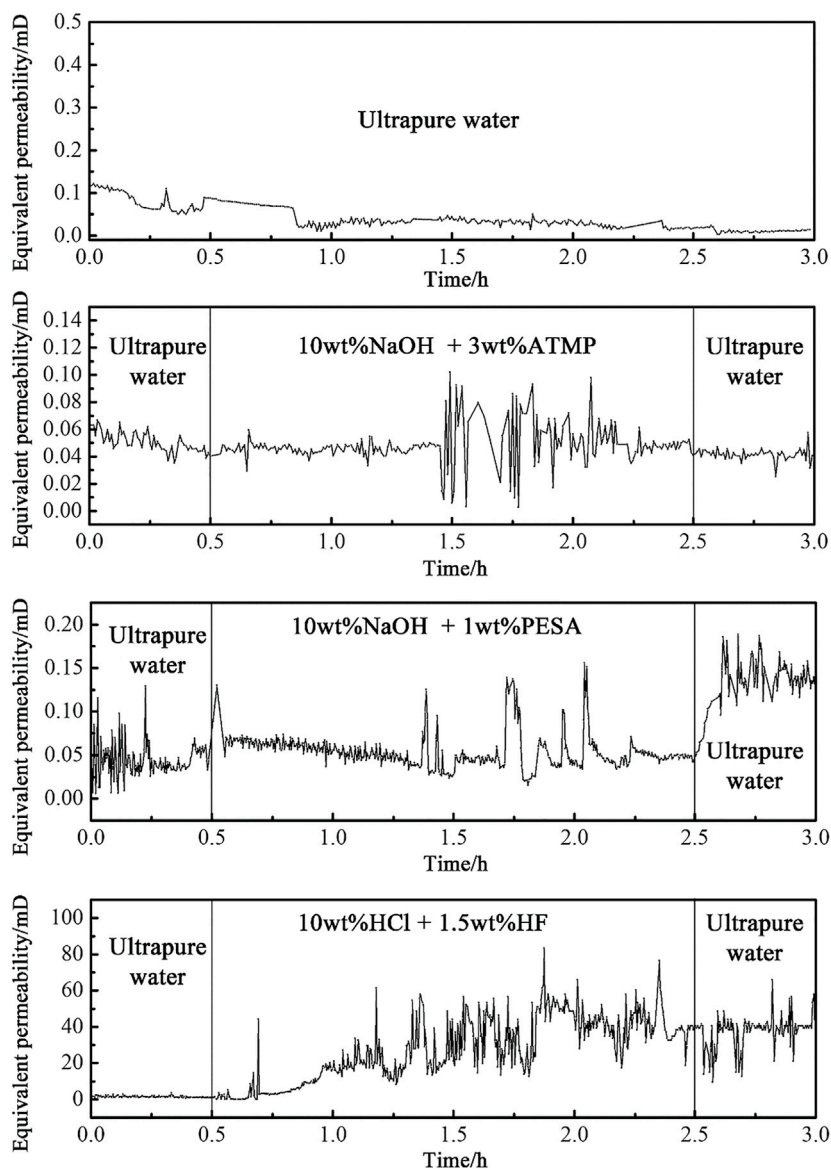 Equivalent permeability/mD
0.5
0.4
0.3
0.2
0.1
0.0
Ultrapure water
0.0 0.5 1.0 1.5 2.0 2.5 3.0
Time/h
Equivalent permeability/mD
0.14
0.12
0.10
0.08
0.06
0.04
0.02
0.00
Ultrapure
water
10wt%NaOH + 3wt%ATMP
Ultrapure
water
0.0 0.5 1.0 1.5 2.0 2.5 3.0
Time/h
Equivalent permeability/mD
0.20
0.15
0.10
0.05
0.00
Ultrapure
water
10wt%NaOH + 1wt%PESA
Ultrapure
water
0.0 0.5 1.0 1.5 2.0 2.5 3.0
Time/h
Equivalent permeability/mD
100
80
60
40
20
0
Ultrapure
water
10wt%HCl + 1.5wt%HF
Ultrapure
water
0.0 0.5 1.0 1.5 2.0 2.5 3.0
Time/h